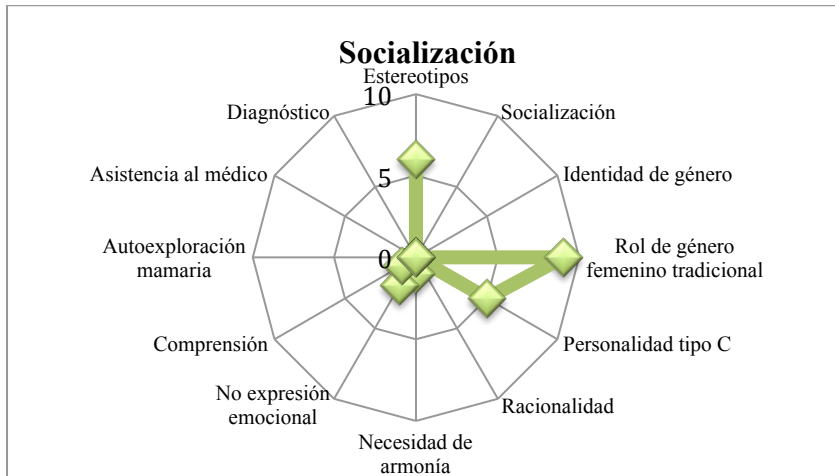 Socialización
Estereotipos
10
Diagnóstico
Socialización
5
Asistencia al médico
Identidad de género
Autoexploración
mamaria
0
Rol de género
femenino tradicional
Comprensión
Personalidad tipo C
No expresión
emocional
Racionalidad
Necesidad de
armonía